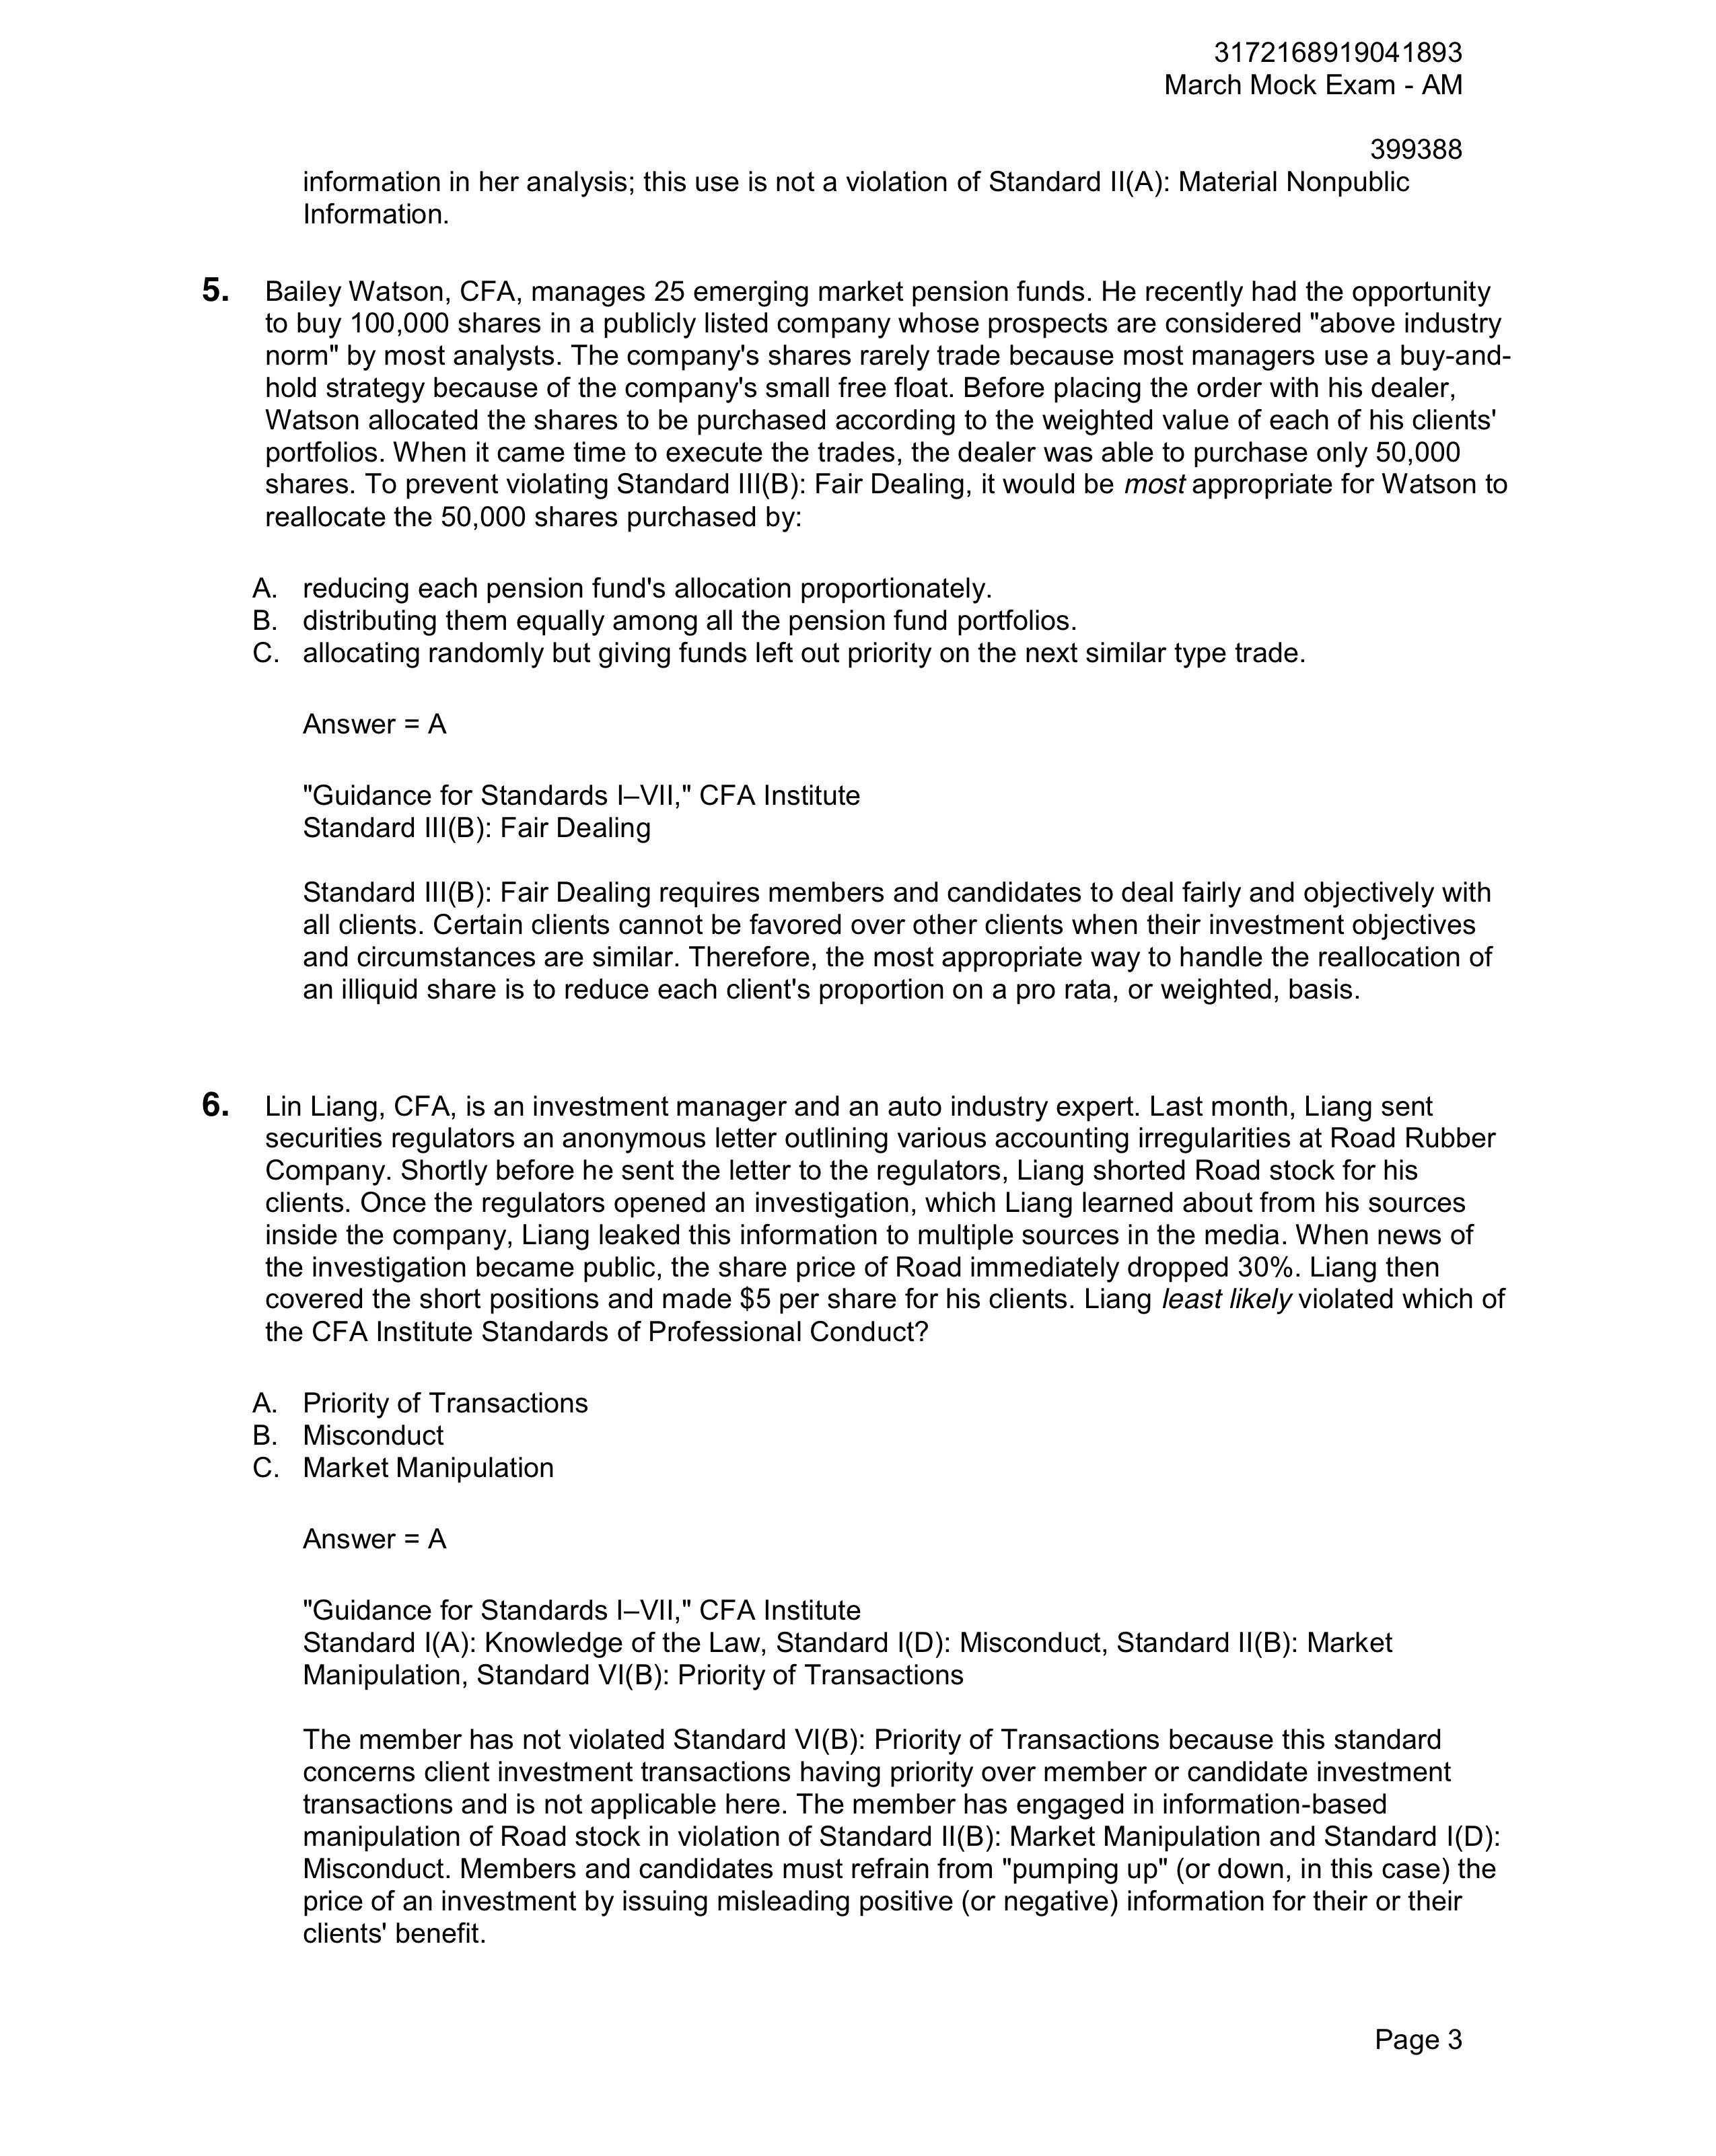 3172168919041893
March Mock Exam - AM
399388
information in her analysis; this use is not a violation of Standard II(A): Material Nonpublic
Information.
5. Bailey Watson, CFA, manages 25 emerging market pension funds. He recently had the opportunity
to buy 100,000 shares in a publicly listed company whose prospects are considered "above industry
norm" by most analysts. The company's shares rarely trade because most managers use a buy-and-
hold strategy because of the company's small free float. Before placing the order with his dealer,
Watson allocated the shares to be purchased according to the weighted value of each of his clients'
portfolios. When it came time to execute the trades, the dealer was able to purchase only 50,000
shares. To prevent violating Standard III(B): Fair Dealing, it would be most appropriate for Watson to
reallocate the 50,000 shares purchased by:
A. reducing each pension fund's allocation proportionately.
B. distributing them equally among all the pension fund portfolios.
C. allocating randomly but giving funds left out priority on the next similar type trade.
Answer = A
"Guidance for Standards I–VII," CFA Institute
Standard III(B): Fair Dealing
Standard III(B): Fair Dealing requires members and candidates to deal fairly and objectively with
all clients. Certain clients cannot be favored over other clients when their investment objectives
and circumstances are similar. Therefore, the most appropriate way to handle the reallocation of
an illiquid share is to reduce each client's proportion on a pro rata, or weighted, basis.
6. Lin Liang, CFA, is an investment manager and an auto industry expert. Last month, Liang sent
securities regulators an anonymous letter outlining various accounting irregularities at Road Rubber
Company. Shortly before he sent the letter to the regulators, Liang shorted Road stock for his
clients. Once the regulators opened an investigation, which Liang learned about from his sources
inside the company, Liang leaked this information to multiple sources in the media. When news of
the investigation became public, the share price of Road immediately dropped 30%. Liang then
covered the short positions and made $5 per share for his clients. Liang least likely violated which of
the CFA Institute Standards of Professional Conduct?
A. Priority of Transactions
B. Misconduct
C. Market Manipulation
Answer = A
"Guidance for Standards I–VII," CFA Institute
Standard I(A): Knowledge of the Law, Standard I(D): Misconduct, Standard II(B): Market
Manipulation, Standard VI(B): Priority of Transactions
The member has not violated Standard VI(B): Priority of Transactions because this standard
concerns client investment transactions having priority over member or candidate investment
transactions and is not applicable here. The member has engaged in information-based
manipulation of Road stock in violation of Standard II(B): Market Manipulation and Standard I(D):
Misconduct. Members and candidates must refrain from "pumping up" (or down, in this case) the
price of an investment by issuing misleading positive (or negative) information for their or their
clients' benefit.
Page 3